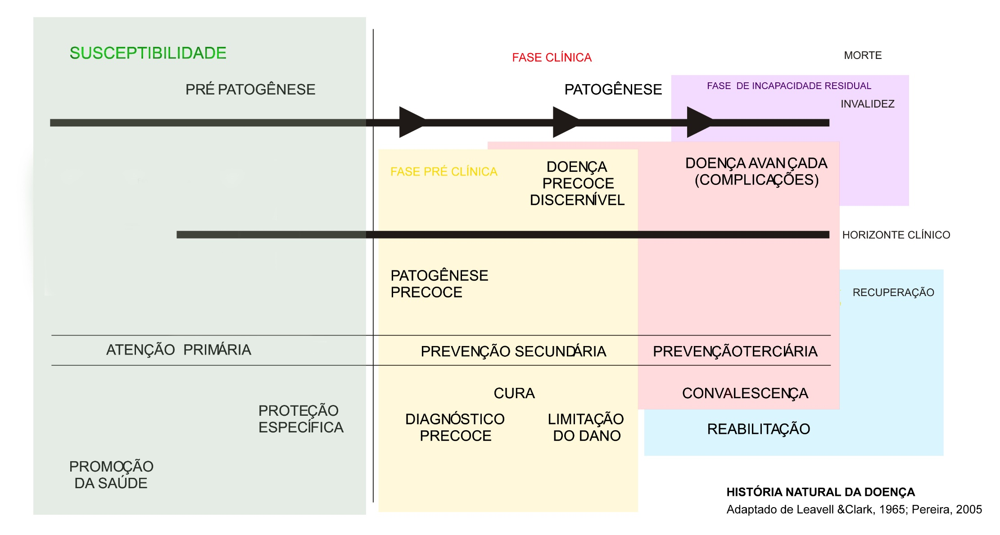 SUSCEPTIBILIDADE
FASE CLÍNICA
MORTE
PRÉ PATOGÊNESE
PATOGÊNESE
FASE DE INCAPACIDADE RESIDUAL
INVALIDEZ
FASE PRÉ CLÍNICA
DOENÇA
PRECOCE
DISCERNÍVEL
DOENÇA AVANÇADA
(COMPLICAÇÕES)
HORIZONTE CLÍNICO
PATOGÊNESE
PRECOCE
RECUPERAÇÃO
ATENÇÃO PRIMÁRIA
PREVENÇÃO SECUNDÁRIA
PREVENÇÃOTERCIÁRIA
CURA
CONVALESCENÇA
PROTEÇÃO
ESPECÍFICA
DIAGNÓSTICO
PRECOCE
LIMITAÇÃO
DO DANO
REABILITAÇÃO
PROMOÇÃO
DA SAÚDE
HISTÓRIA NATURAL DA DOENÇA
Adaptado de Leavell &Clark, 1965; Pereira, 2005